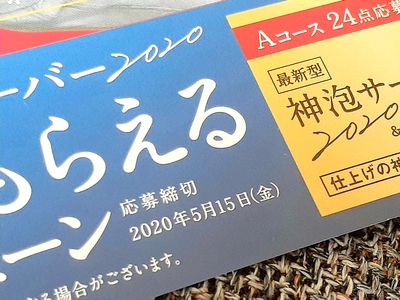 ーバー2020
もらえる
ーン
応募締切
2020年5月15日(金)
場合がございます。
Aコース 24点応募
最新型
神泡サー
2020
&
仕上げの神